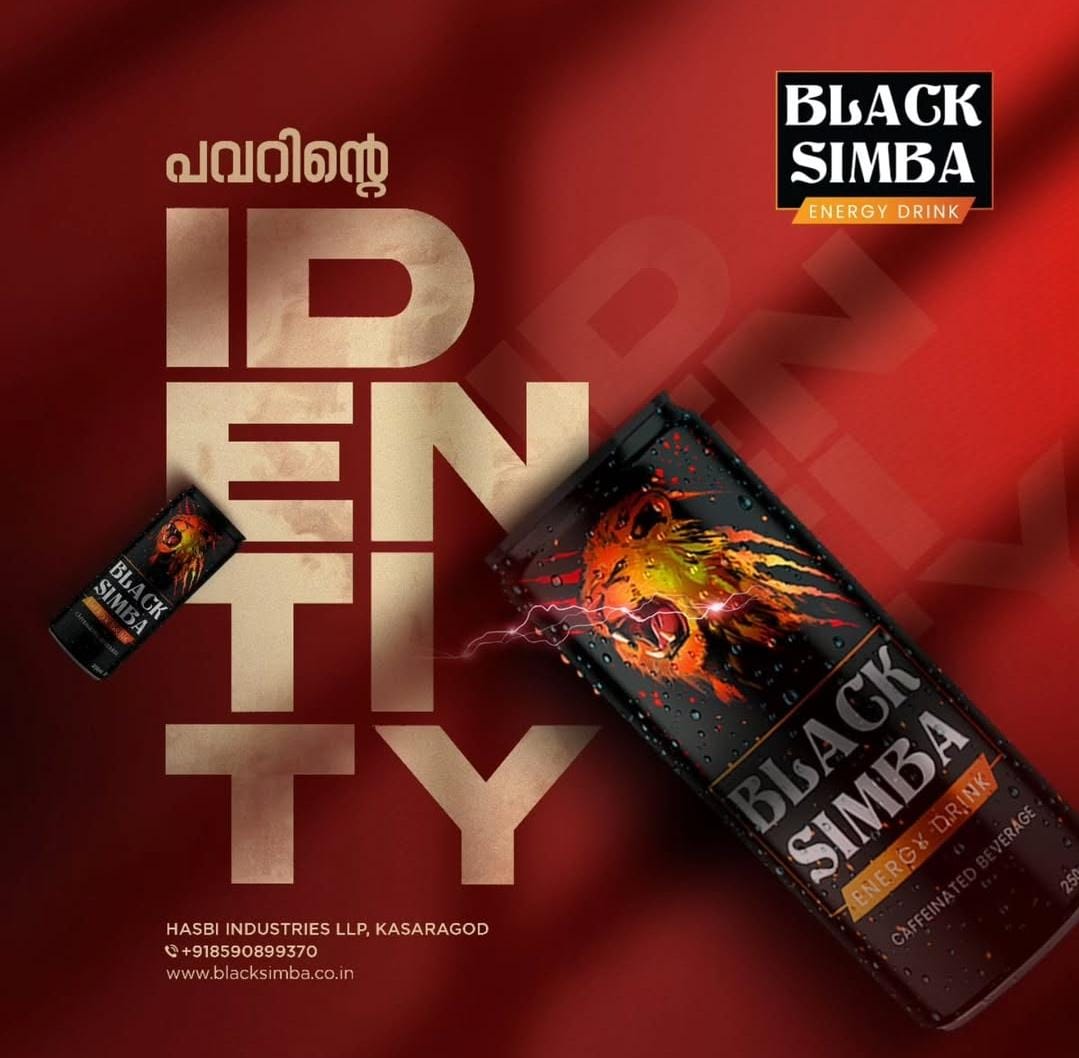 പവറിന്റെ
ID
EN
TI
TY
BLACK
SIMBA
ENERGY DRINK
BLACK
SIMBA
BLACK
SIMBA
ENERGY DRINK
CAFFEINATED BEVERAGE
HASBI INDUSTRIES LLP, KASARAGOD
+918590899370
www.blacksimba.co.in